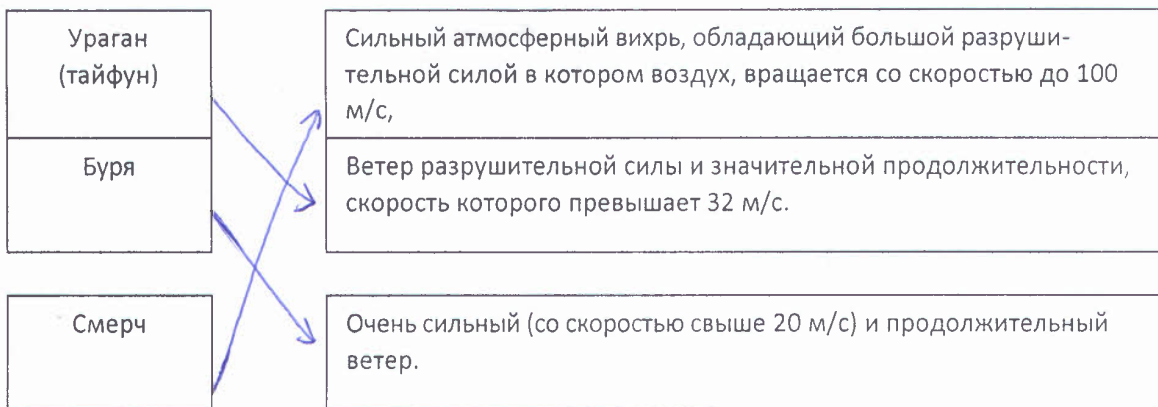 Ураган
(тайфун)
Сильный атмосферный вихрь, обладающий большой разруши-
тельной силой в котором воздух, вращается со скоростью до 100
м/с,
Буря
Ветер разрушительной силы и значительной продолжительности,
скорость которого превышает 32 м/с.
Смерч
Очень сильный (со скоростью свыше 20 м/с) и продолжительный
ветер.